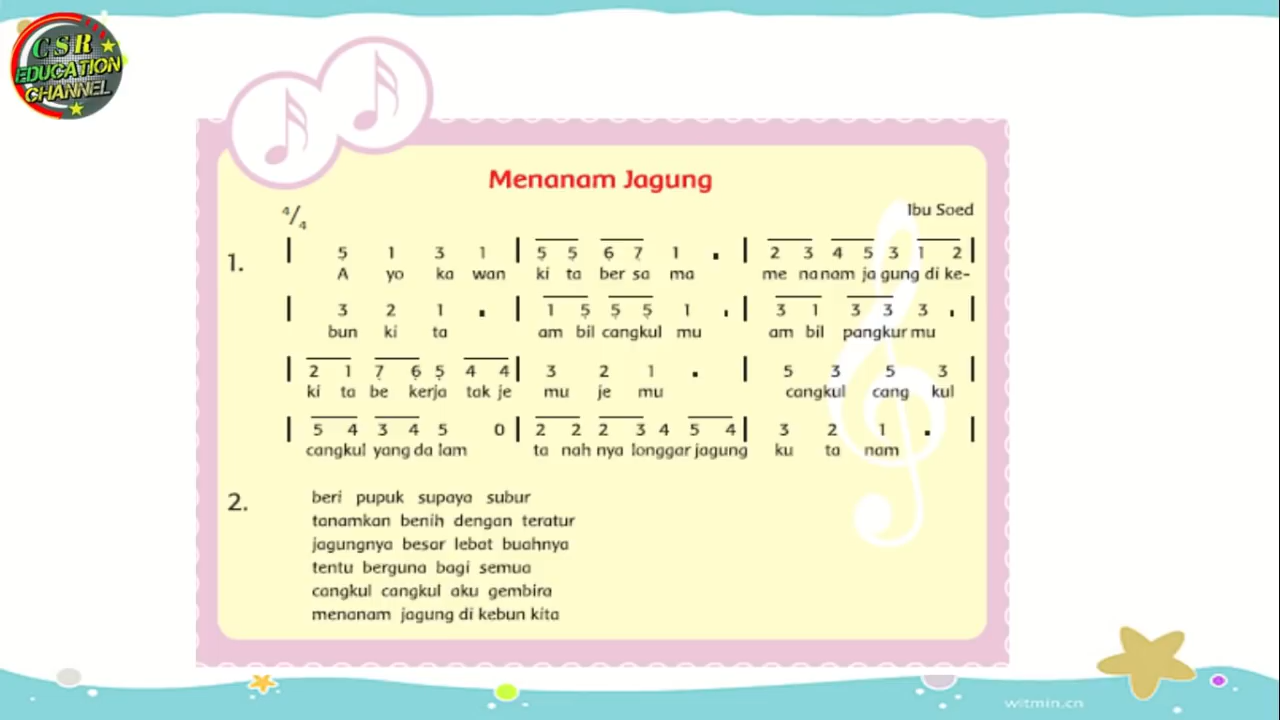 CSR
EDUCATION
CHANNEL
Menanam Jagung
4/4
Ibu Soed
1. | 5 1 3 1 | 5̣ 5̣ 6̣ 7̣ 1 . | 2 3 4 5 3 1 2 |
A yo ka wan ki ta ber sa ma me na nam ja gung di ke-
| 3 2 1 . | 1 5̣ 5̣ 5̣ 1 . | 3 1 3 3 3 . |
bun ki ta am bil cangkul mu am bil pangkur mu
| 2 1 7̣ 6̣ 5̣ 4 4 | 3 2 1 . | 5 3 5 3 |
ki ta be kerja tak je mu je mu cangkul cang kul
| 5 4 3 4 5 0 | 2 2 2 3 4 5 4 | 3 2 1 . |
cangkul yang da lam ta nah nya longgar jagung ku ta nam
2. beri pupuk supaya subur
tanamkan benih dengan teratur
jagungnya besar lebat buahnya
tentu berguna bagi semua
cangkul cangkul aku gembira
menanam jagung di kebun kita
witmin.cn